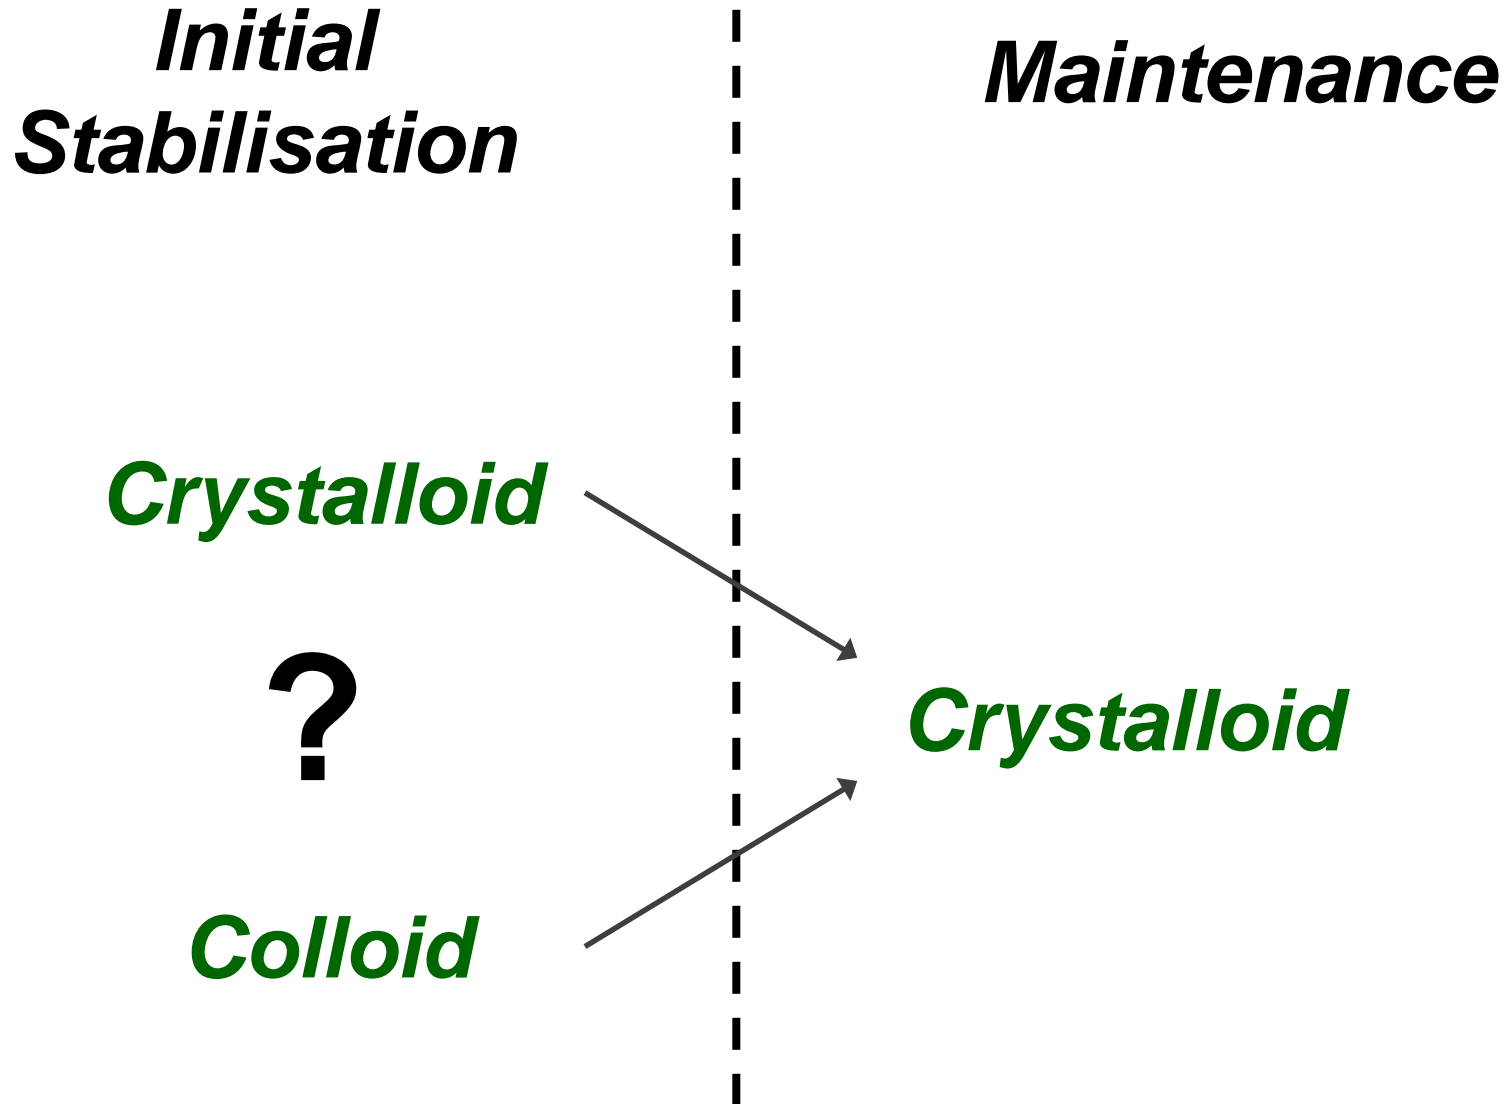 Initial
Stabilisation
Maintenance
Crystalloid
?
Crystalloid
Colloid